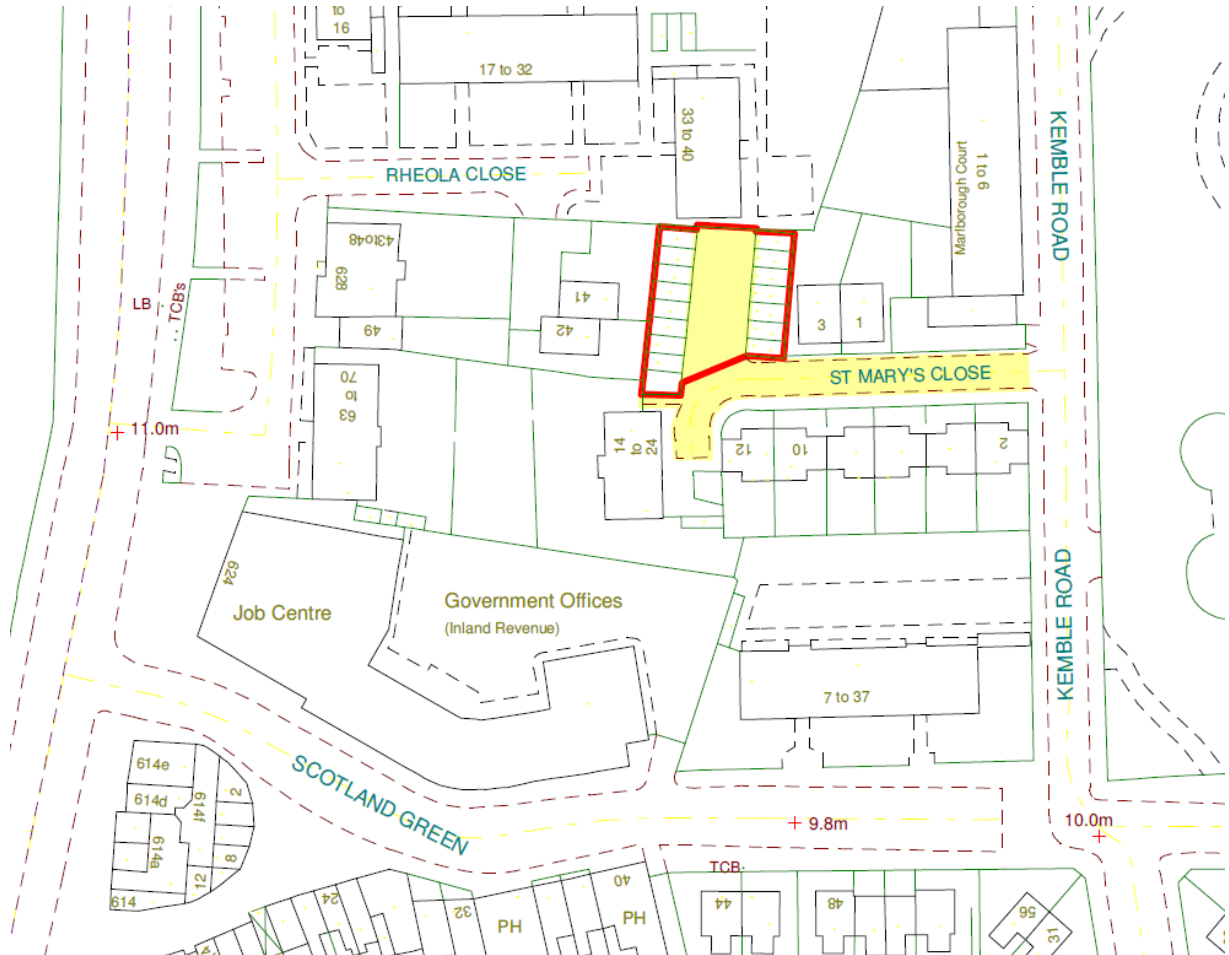 to
16
17 to 32
33 to 40
KEMBLE ROAD
Marlborough Court
1 to 6
RHEOLA CLOSE
43to48
628
LB
TCB's
49
41
42
3
1
ST MARY'S CLOSE
70
to
63
11.0m
14
to
24
12
10
2
624
Job Centre
Government Offices
(Inland Revenue)
KEMBLE ROAD
7 to 37
SCOTLAND GREEN
614e
614d
614f
614a
614
2
8
12
9.8m
10.0m
TCB
24
32
PH
40
PH
44
48
56
31